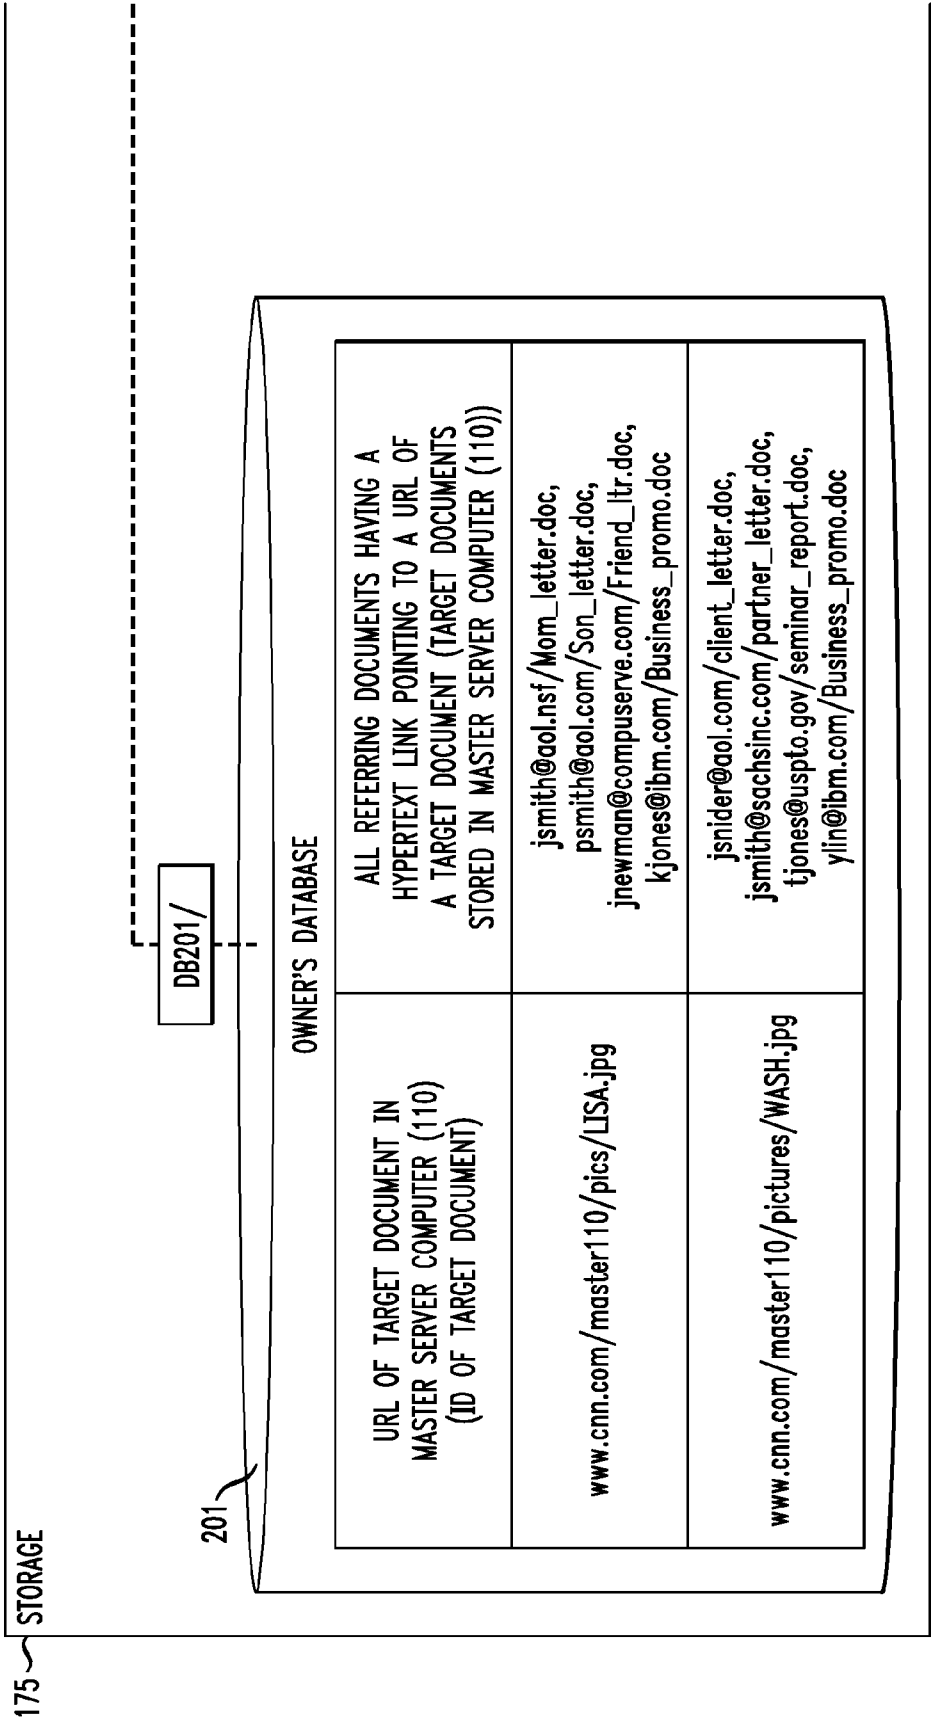 175 STORAGE
DB201/
201
OWNER'S DATABASE
URL OF TARGET DOCUMENT IN
MASTER SERVER COMPUTER (110)
(ID OF TARGET DOCUMENT)
ALL REFERRING DOCUMENTS HAVING A
HYPERTEXT LINK POINTING TO A URL OF
A TARGET DOCUMENT (TARGET DOCUMENTS
STORED IN MASTER SERVER COMPUTER (110))
www.cnn.com/master110/pics/LISA.jpg
jsmith@aol.nsf/Mom_letter.doc,
psmith@aol.com/Son_letter.doc,
jnewman@compuserve.com/Friend_ltr.doc,
kjones@ibm.com/Business_promo.doc
www.cnn.com/master110/pictures/WASH.jpg
jsnider@aol.com/client_letter.doc,
jsmith@sachsinc.com/partner_letter.doc,
tjones@uspto.gov/seminar_report.doc,
ylin@ibm.com/Business_promo.doc